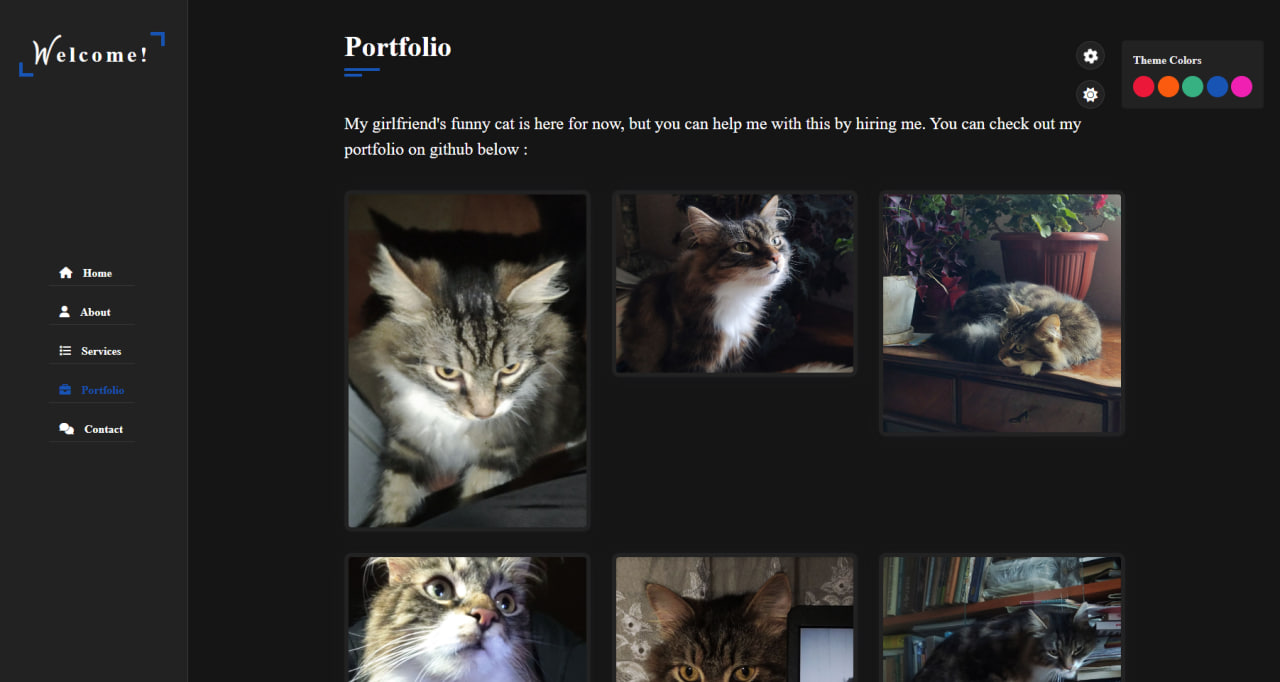 Welcome!
Home
About
Services
Portfolio
Contact
Portfolio
My girlfriend's funny cat is here for now, but you can help me with this by hiring me. You can check out my
portfolio on github below :
Theme Colors